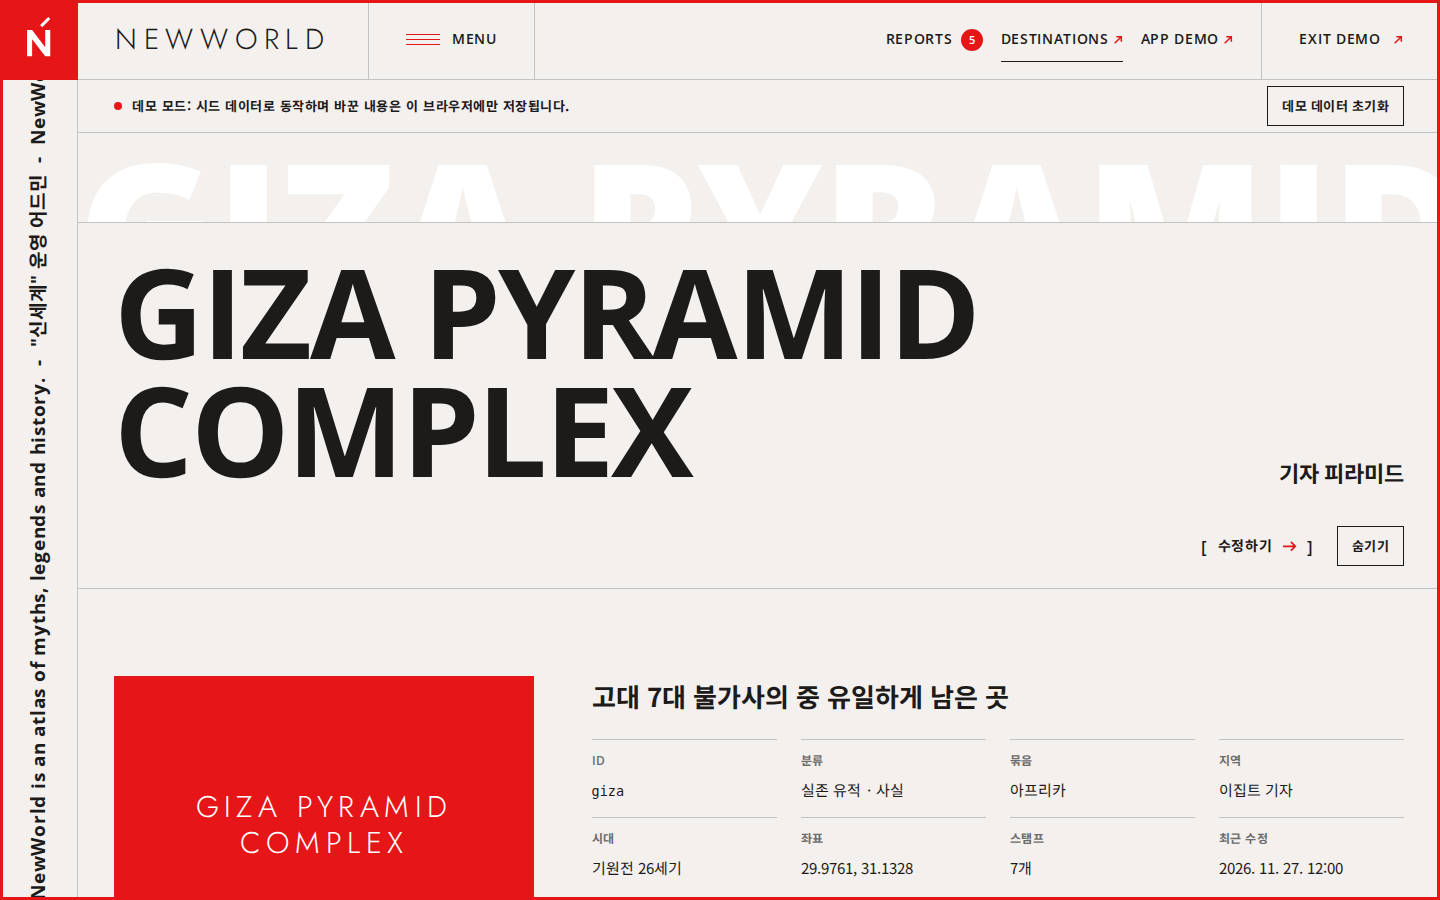 Ń
NEWWORLD
MENU
REPORTS 5
DESTINATIONS
APP DEMO
EXIT DEMO
데모 모드: 시드 데이터로 동작하며 바꾼 내용은 이 브라우저에만 저장됩니다.
데모 데이터 초기화
NewWorld is an atlas of myths, legends and history. - "신세계" 운영 어드민 - NewWo
GIZA PYRAMID
GIZA PYRAMID
COMPLEX
기자 피라미드
[ 수정하기 → ]
숨기기
GIZA PYRAMID
COMPLEX
고대 7대 불가사의 중 유일하게 남은 곳
ID
분류
묶음
지역
giza
실존 유적 · 사실
아프리카
이집트 기자
시대
좌표
스탬프
최근 수정
기원전 26세기
29.9761, 31.1328
7개
2026. 11. 27. 12:00